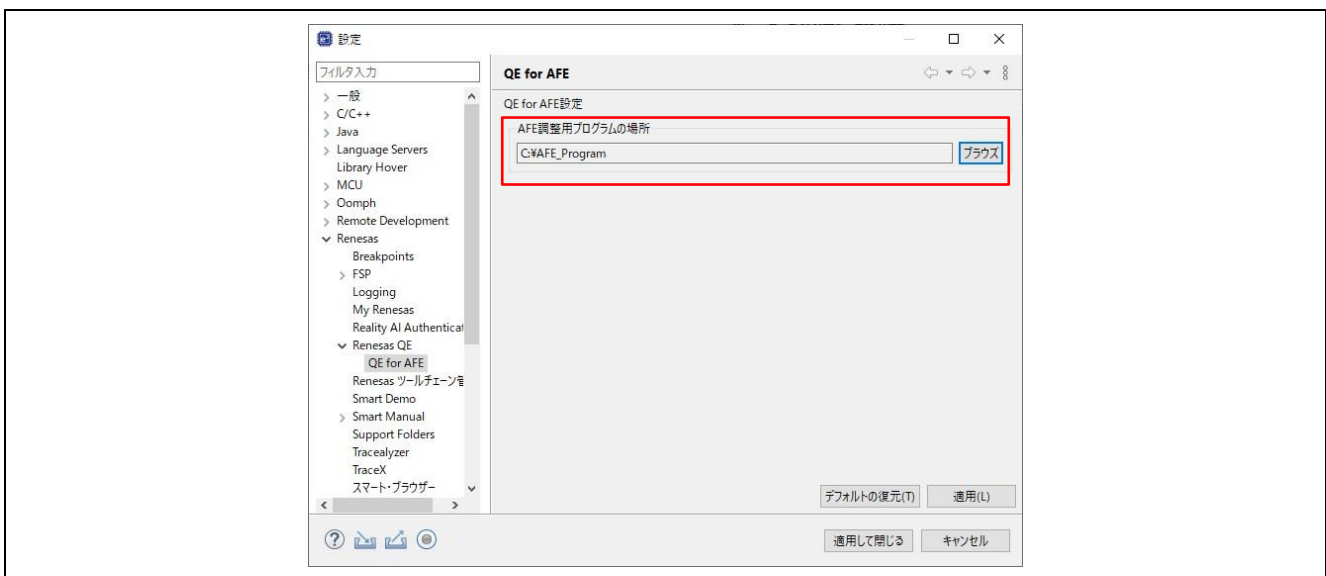 設定
フィルタ入力
一般
C/C++
Java
Language Servers
Library Hover
MCU
Oomph
Remote Development
Renesas
Breakpoints
FSP
Logging
My Renesas
Reality AI Authenticat
Renesas QE
QE for AFE
Renesas ツールチェーン管
Smart Demo
Smart Manual
Support Folders
Tracealyzer
TraceX
スマート・ブラウザー
QE for AFE
QE for AFE設定
AFE調整用プログラムの場所
C:¥AFE_Program
ブラウズ
デフォルトの復元(T)
適用(L)
適用して閉じる
キャンセル